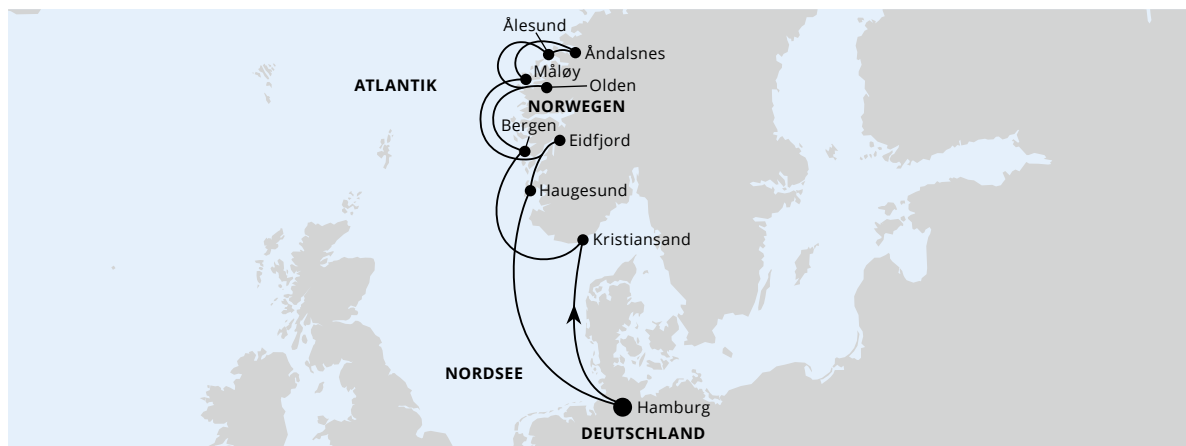 Ålesund
Åndalsnes
Måløy
ATLANTIK
Olden
NORWEGEN
Bergen
Eidfjord
Haugesund
Kristiansand
NORDSEE
Hamburg
DEUTSCHLAND